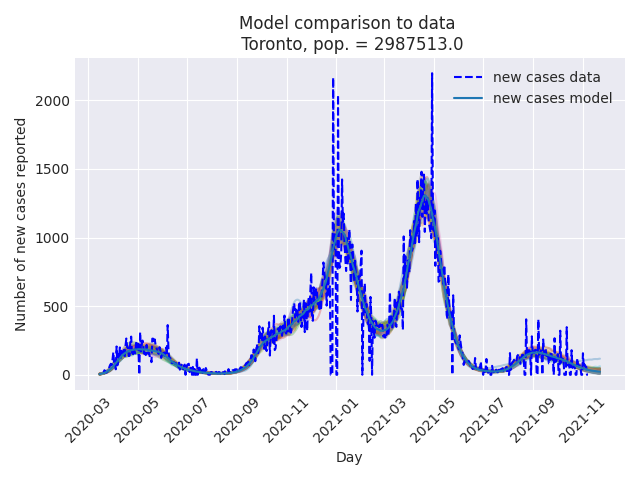 Model comparison to data
Toronto, pop. = 2987513.0
new cases data
new cases model
Number of new cases reported
2000
1500
1000
500
0
2020-03
2020-05
2020-07
2020-09
2020-11
2021-01
2021-03
2021-05
2021-07
2021-09
2021-11
Day